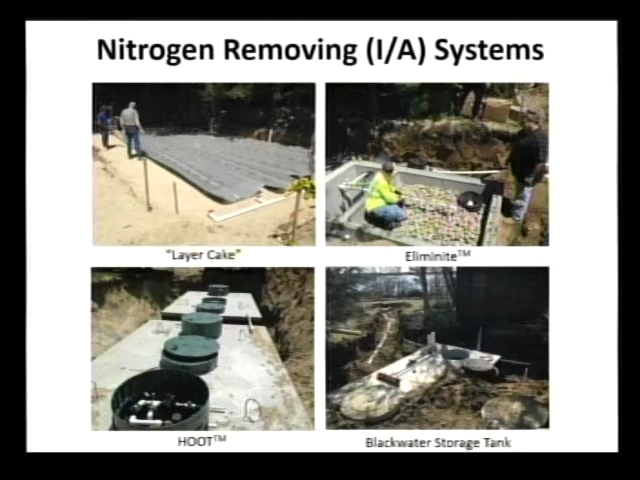 Nitrogen Removing (I/A) Systems
"Layer Cake"
Eliminite™
HOOT™
Blackwater Storage Tank